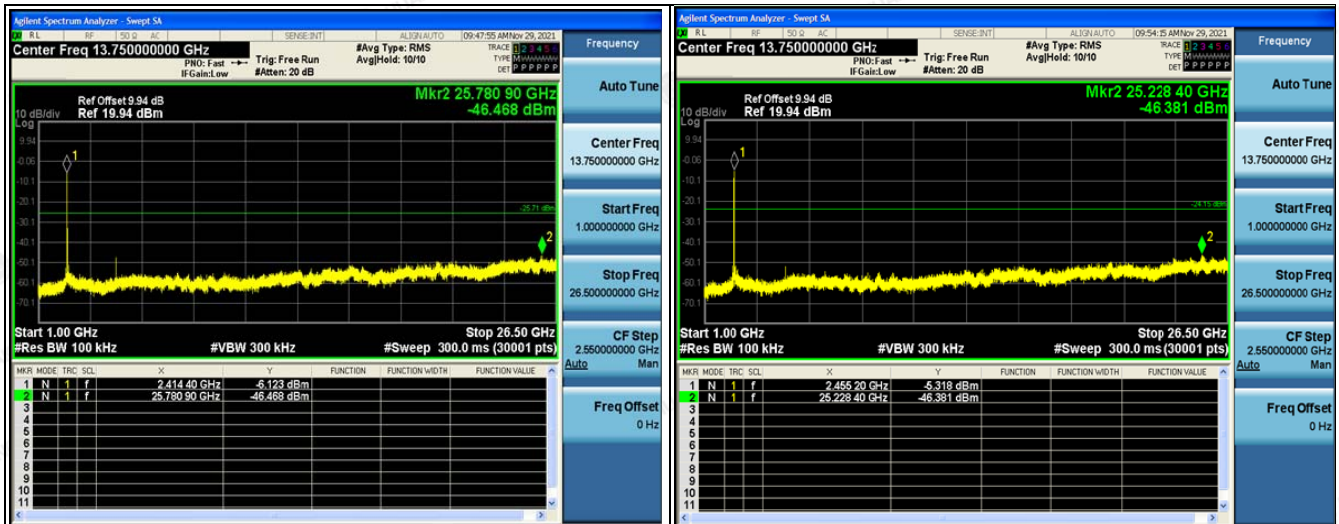 Agilent Spectrum Analyzer - Swept SA
RL RF 50 Ω AC SENSE:INT ALIGNAUTO 09:47:55 AM Nov 29, 2021
Center Freq 13.750000000 GHz
#Avg Type: RMS
TRACE 1 2 3 4 5 6
PNO: Fast Trig: Free Run Avg|Hold: 10/10
TYPE M
IFGain:Low #Atten: 20 dB
DET P P P P P P
Mkr2 25.780 90 GHz
-46.468 dBm
Ref Offset 9.94 dB
10 dB/div Ref 19.94 dBm
Log
9.94
-0.06
-10.1
-20.1
-30.1
-40.1
-50.1
-60.1
-70.1
1
-25.71 dBm
2
Start 1.00 GHz Stop 26.50 GHz
#Res BW 100 kHz #VBW 300 kHz #Sweep 300.0 ms (30001 pts)
MKR MODE TRC SCL X Y FUNCTION FUNCTION WIDTH FUNCTION VALUE
1 N 1 f 2.414 40 GHz -6.123 dBm
2 N 1 f 25.780 90 GHz -46.468 dBm
3
4
5
6
7
8
9
10
11
Frequency
Auto Tune
Center Freq
13.750000000 GHz
Start Freq
1.000000000 GHz
Stop Freq
26.500000000 GHz
CF Step
2.550000000 GHz
Auto Man
Freq Offset
0 Hz
Agilent Spectrum Analyzer - Swept SA
RL RF 50 Ω AC SENSE:INT ALIGNAUTO 09:54:15 AM Nov 29, 2021
Center Freq 13.750000000 GHz
#Avg Type: RMS
TRACE 1 2 3 4 5 6
PNO: Fast Trig: Free Run Avg|Hold: 10/10
TYPE M
IFGain:Low #Atten: 20 dB
DET P P P P P P
Mkr2 25.228 40 GHz
-46.381 dBm
Ref Offset 9.94 dB
10 dB/div Ref 19.94 dBm
Log
9.94
-0.06
-10.1
-20.1
-30.1
-40.1
-50.1
-60.1
-70.1
1
-24.15 dBm
2
Start 1.00 GHz Stop 26.50 GHz
#Res BW 100 kHz #VBW 300 kHz #Sweep 300.0 ms (30001 pts)
MKR MODE TRC SCL X Y FUNCTION FUNCTION WIDTH FUNCTION VALUE
1 N 1 f 2.455 20 GHz -5.318 dBm
2 N 1 f 25.228 40 GHz -46.381 dBm
3
4
5
6
7
8
9
10
11
Frequency
Auto Tune
Center Freq
13.750000000 GHz
Start Freq
1.000000000 GHz
Stop Freq
26.500000000 GHz
CF Step
2.550000000 GHz
Auto Man
Freq Offset
0 Hz